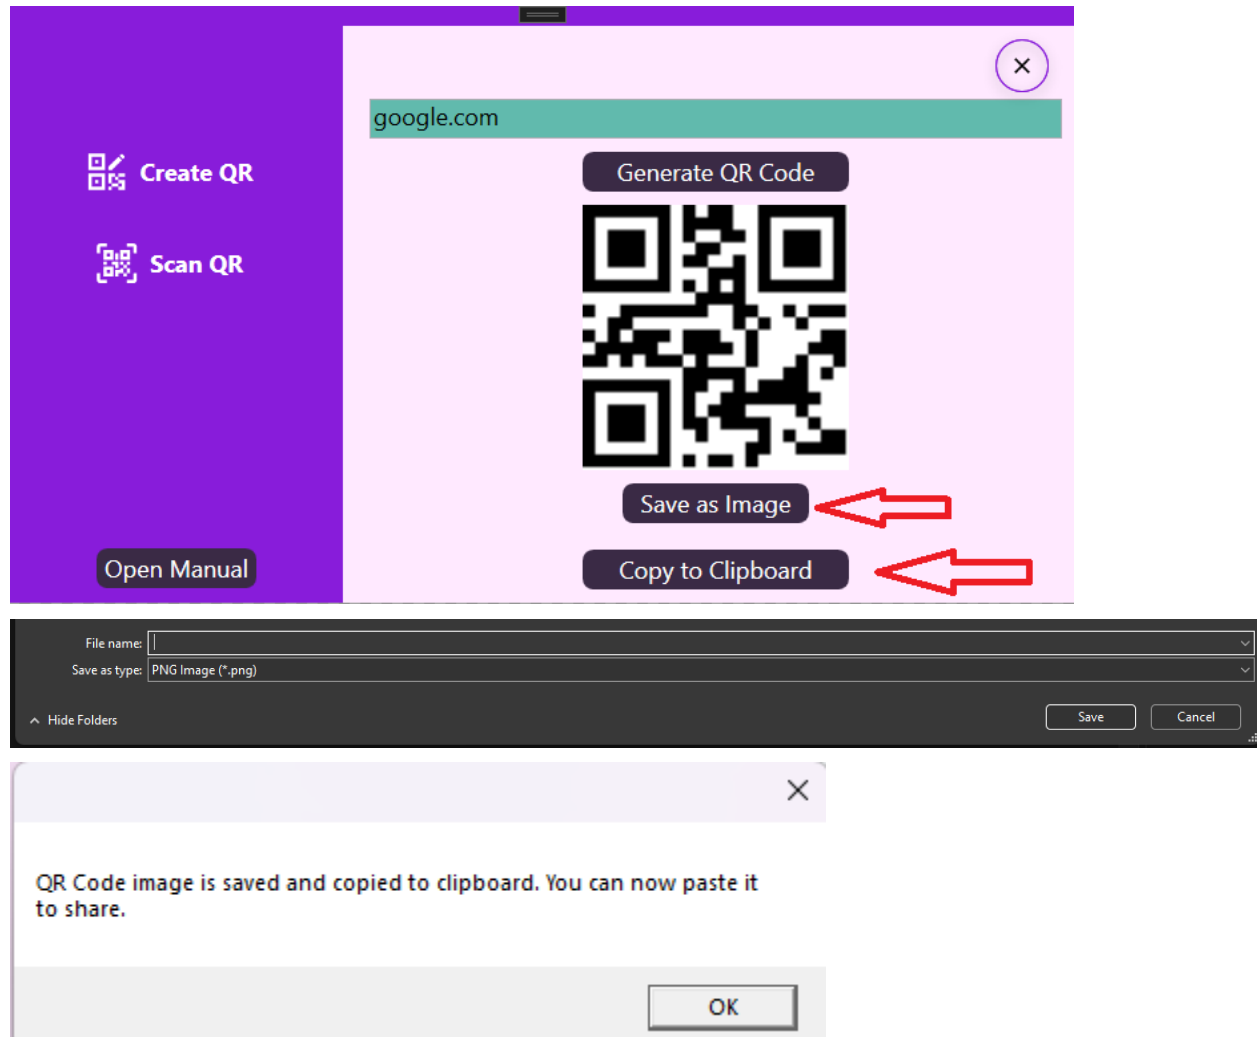 google.com
Create QR
Generate QR Code
Scan QR
Save as Image
Open Manual
Copy to Clipboard
File name:
Save as type: PNG Image (*.png)
Hide Folders
Save
Cancel
QR Code image is saved and copied to clipboard. You can now paste it
to share.
OK